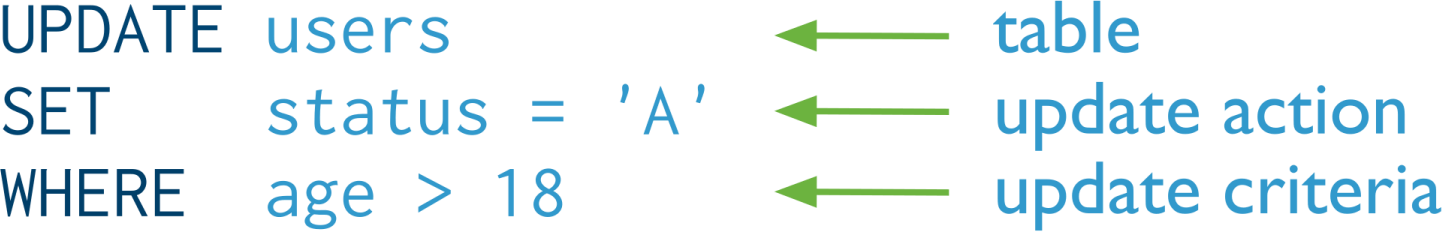 UPDATE users table
SET status = 'A' update action
WHERE age > 18 update criteria